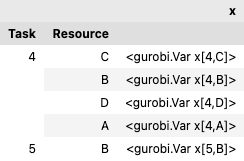 x
Task Resource
4 C <gurobi.Var x[4,C]>
B <gurobi.Var x[4,B]>
D <gurobi.Var x[4,D]>
A <gurobi.Var x[4,A]>
5 B <gurobi.Var x[5,B]>